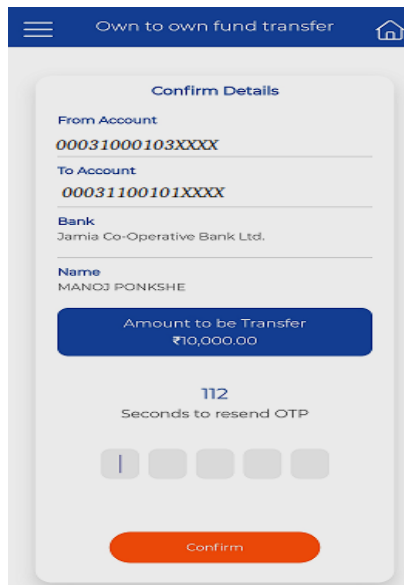 Own to own fund transfer
Confirm Details
From Account
00031000103XXXX
To Account
00031100101XXXX
Bank
Jamia Co-Operative Bank Ltd.
Name
MANOJ PONKSHE
Amount to be Transfer
₹10,000.00
112
Seconds to resend OTP
Confirm